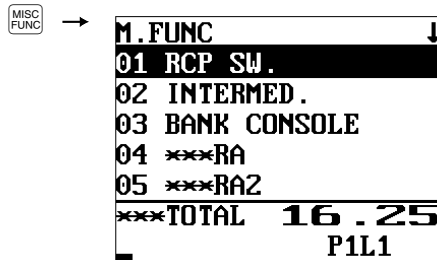 MISC
FUNC
M.FUNC ↓
01 RCP SW.
02 INTERMED.
03 BANK CONSOLE
04 ***RA
05 ***RA2
***TOTAL 16.25
P1L1